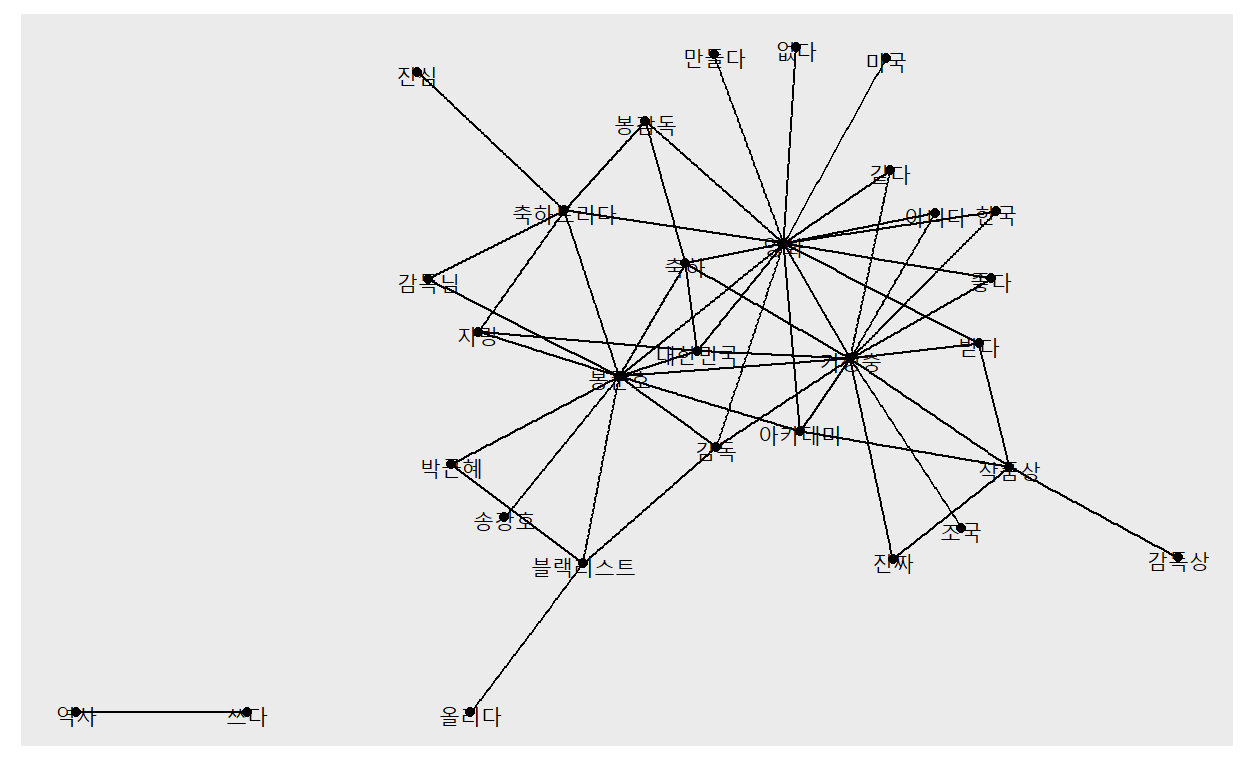 만들다
없다
미국
진심
봉감독
같다
축하드리다
이시다
한국
영화
축하
감독님
좋다
자랑
대한민국
기생충
받다
봉준호
아카데미
감독
박근혜
작품상
송강호
조국
블랙리스트
진짜
감독상
역사
쓰다
올리다